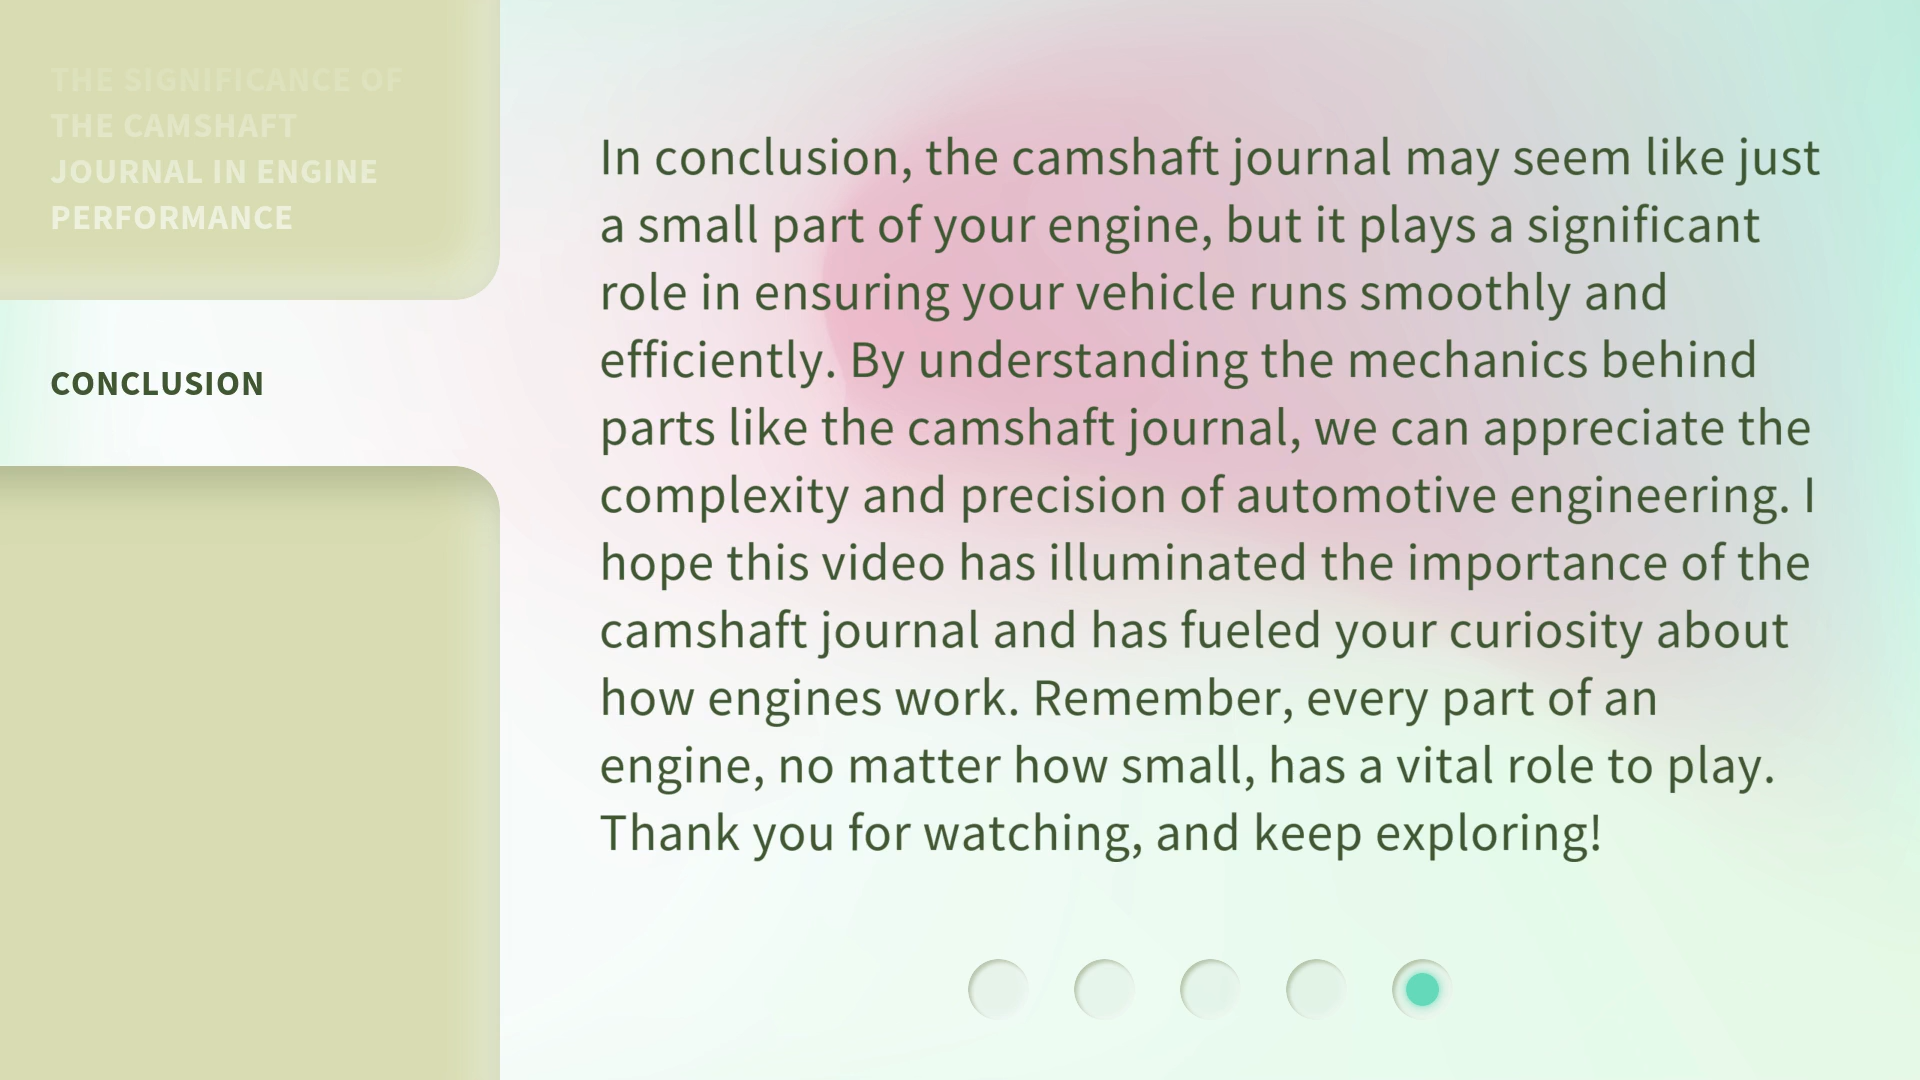 THE SIGNIFICANCE OF
THE CAMSHAFT
JOURNAL IN ENGINE
PERFORMANCE
CONCLUSION
In conclusion, the camshaft journal may seem like just
a small part of your engine, but it plays a significant
role in ensuring your vehicle runs smoothly and
efficiently. By understanding the mechanics behind
parts like the camshaft journal, we can appreciate the
complexity and precision of automotive engineering. I
hope this video has illuminated the importance of the
camshaft journal and has fueled your curiosity about
how engines work. Remember, every part of an
engine, no matter how small, has a vital role to play.
Thank you for watching, and keep exploring!